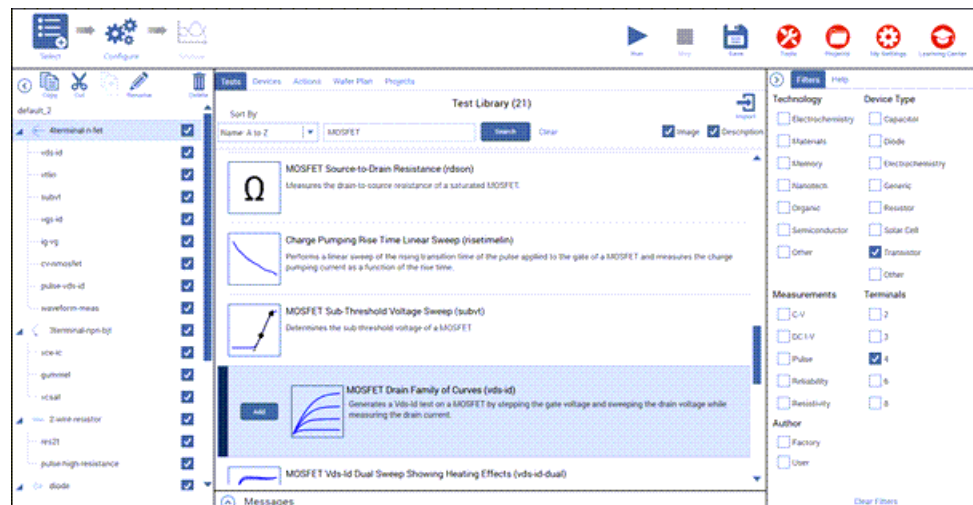 Select
Configure
Run
Save
Tools
Projects
My Settings
Learning Center
Copy
Cut
Rename
Delete
default_2
4terminal-n-fet
vds-id
vtlin
subvt
vgs-id
ig-vg
cv-nmosfet
pulse-vds-id
waveform-meas
3terminal-npn-bjt
vce-ic
gummel
vcsat
2-wire-resistor
res2t
pulse-high-resistance
diode
Tests Devices Actions Wafer Plan Projects
Test Library (21)
Sort By
Import
Name: A to Z
MOSFET
Search
Clear
Image
Description
Ω
MOSFET Source-to-Drain Resistance (rdson)
Measures the drain-to-source resistance of a saturated MOSFET.
Charge Pumping Rise Time Linear Sweep (risetimelin)
Performs a linear sweep of the rising transition time of the pulse applied to the gate of a MOSFET and measures the charge
pumping current as a function of the rise time.
MOSFET Sub-Threshold Voltage Sweep (subvt)
Determines the sub-threshold voltage of a MOSFET
Add
MOSFET Drain Family of Curves (vds-id)
Generates a Vds-Id test on a MOSFET by stepping the gate voltage and sweeping the drain voltage while
measuring the drain current.
MOSFET Vds-Id Dual Sweep Showing Heating Effects (vds-id-dual)
Messages
Filters
Help
Technology
Electrochemistry
Materials
Memory
Nanotech
Organic
Semiconductor
Other
Device Type
Capacitor
Diode
Electrochemistry
Generic
Resistor
Solar Cell
Transistor
Other
Measurements
C-V
DC I-V
Pulse
Reliability
Resistivity
Terminals
2
3
4
6
8
Author
Factory
User
Clear Filters